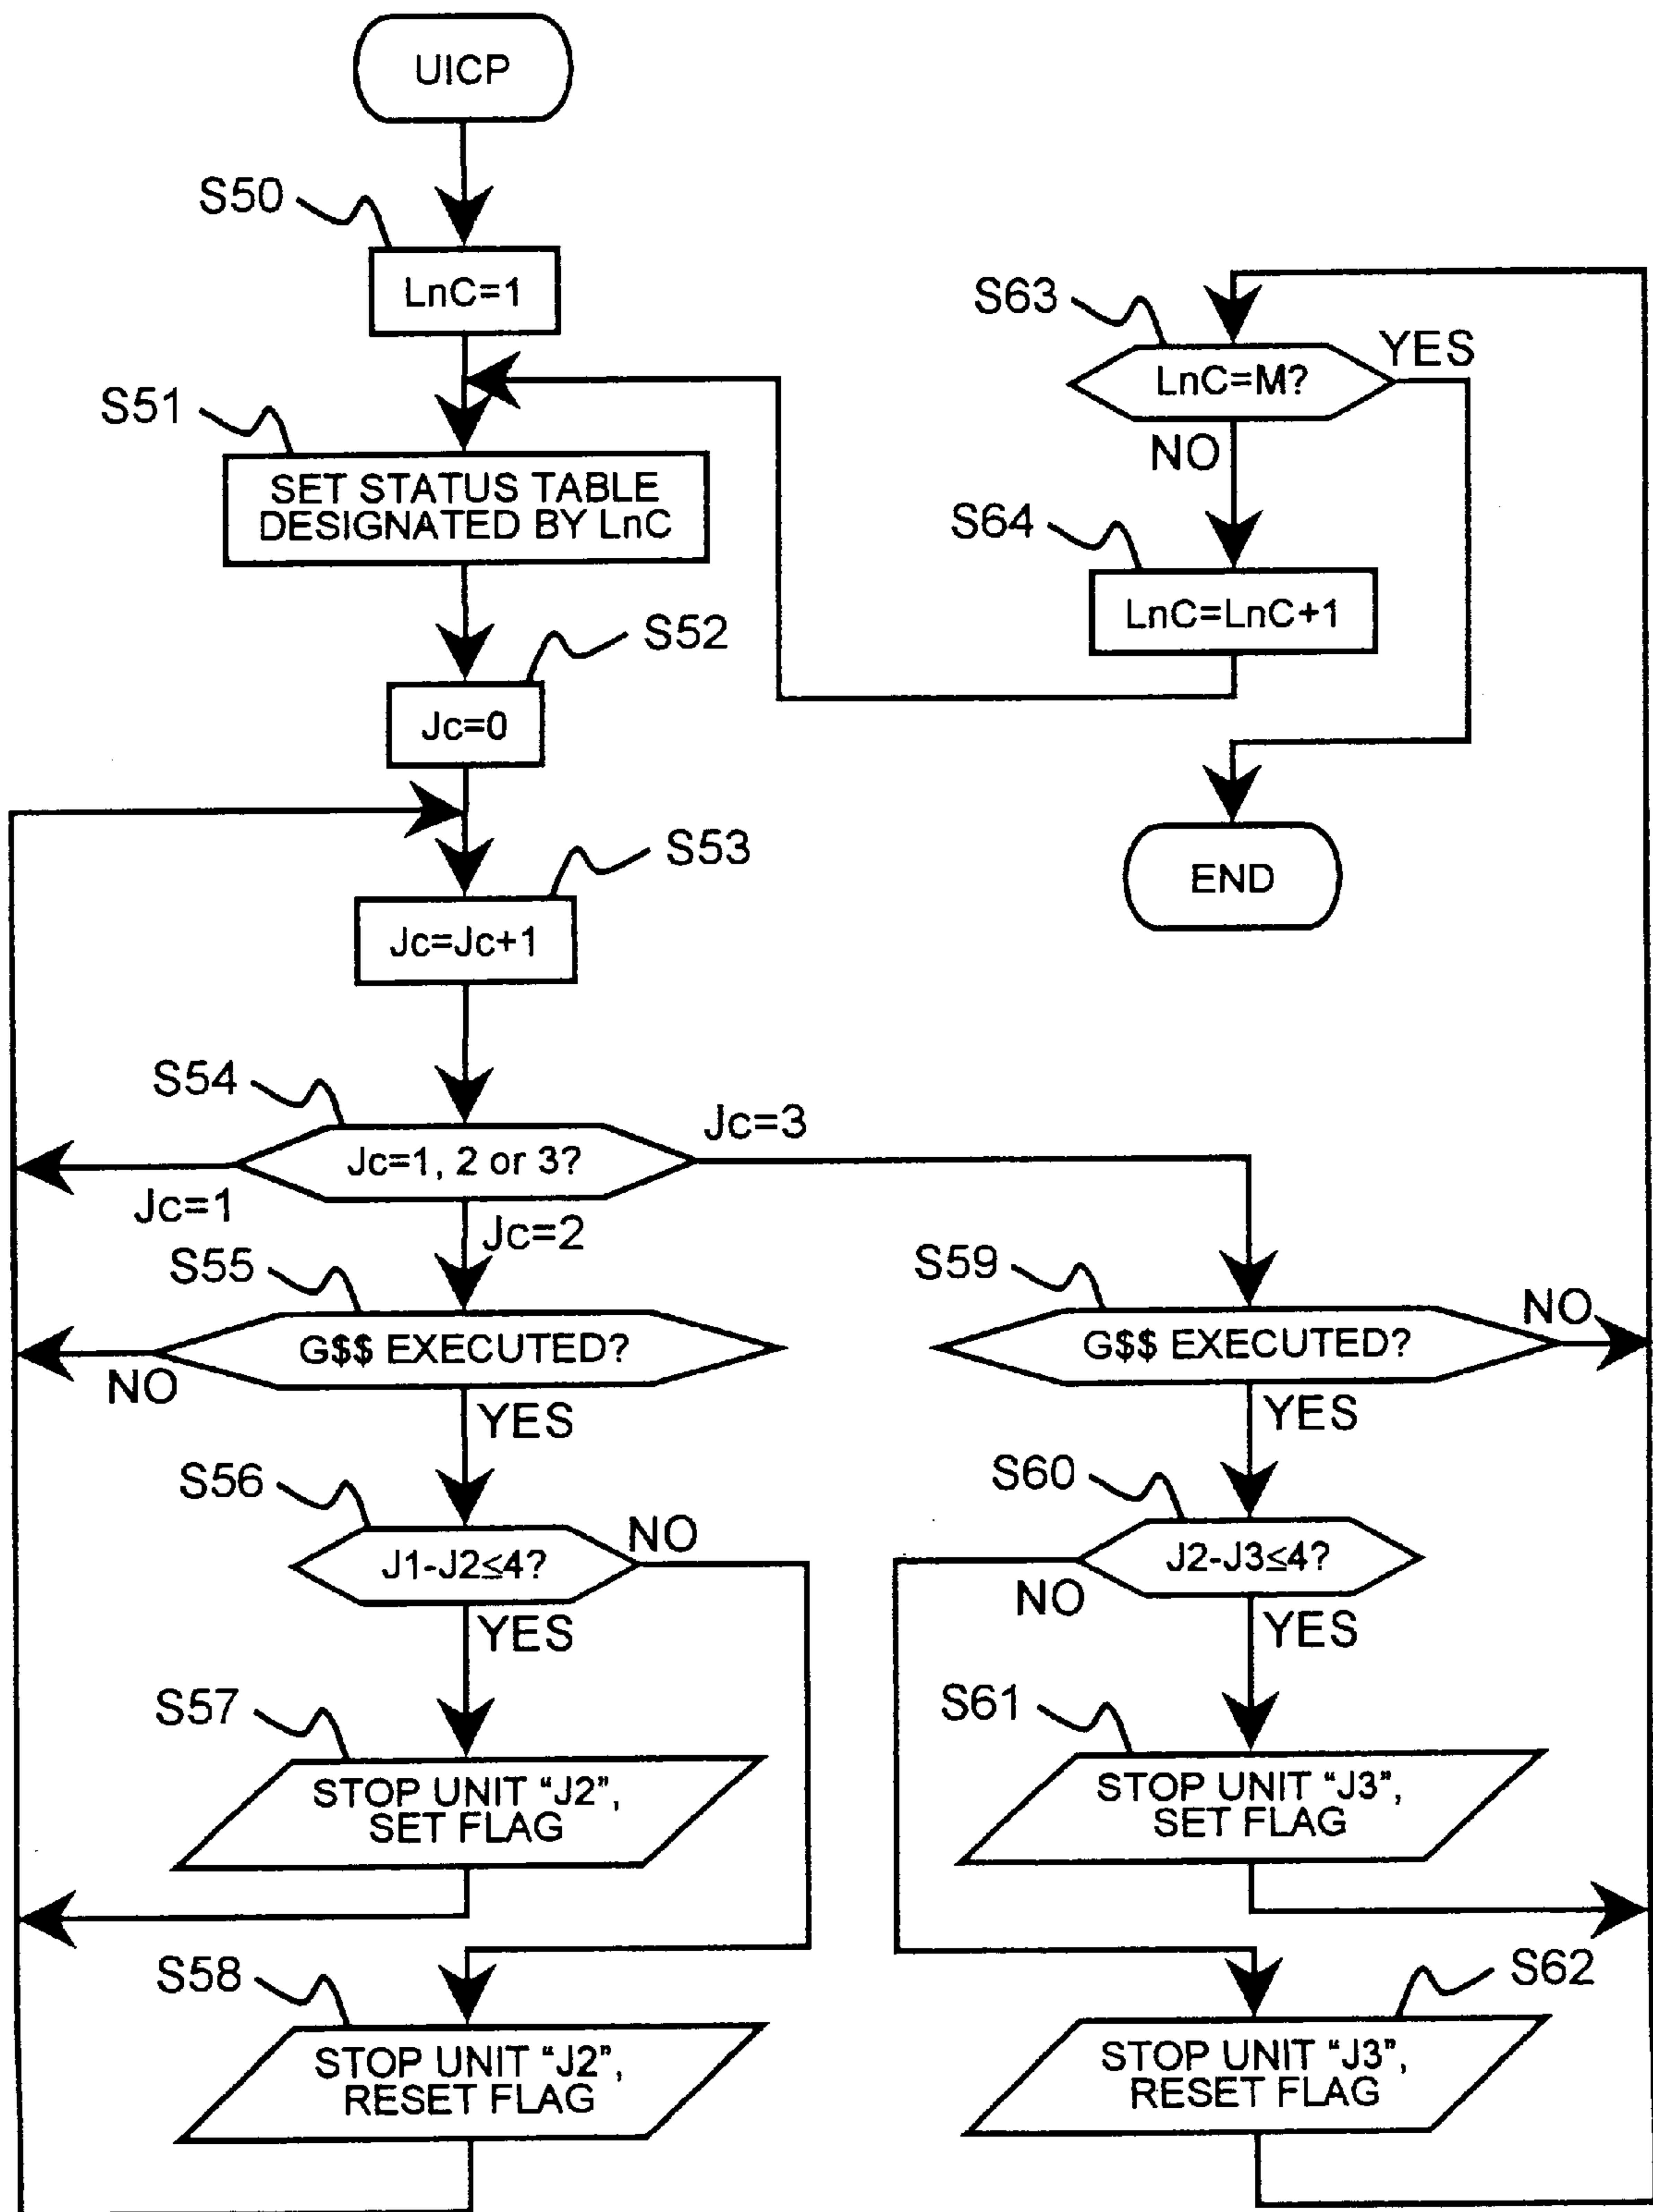 UICP
S50
LnC=1
S51
SET STATUS TABLE
DESIGNATED BY LnC
S52
Jc=0
S53
Jc=Jc+1
S54
Jc=1, 2 or 3?
Jc=1
Jc=2
Jc=3
S55
G$$ EXECUTED?
NO
YES
S56
J1-J2≤4?
NO
YES
S57
STOP UNIT “J2”,
SET FLAG
S58
STOP UNIT “J2”,
RESET FLAG
S59
G$$ EXECUTED?
NO
YES
S60
J2-J3≤4?
NO
YES
S61
STOP UNIT “J3”,
SET FLAG
S62
STOP UNIT “J3”,
RESET FLAG
S63
LnC=M?
YES
NO
S64
LnC=LnC+1
END